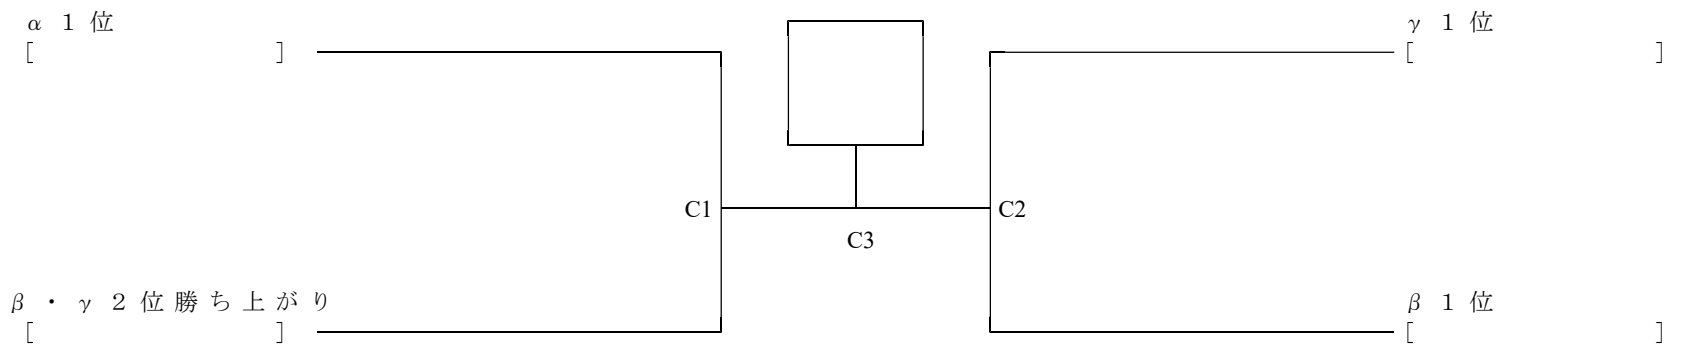 α １ 位
[ ]
γ １ 位
[ ]
C1
C2
C3
β ・ γ ２ 位 勝 ち 上 が り
[ ]
β １ 位
[ ]